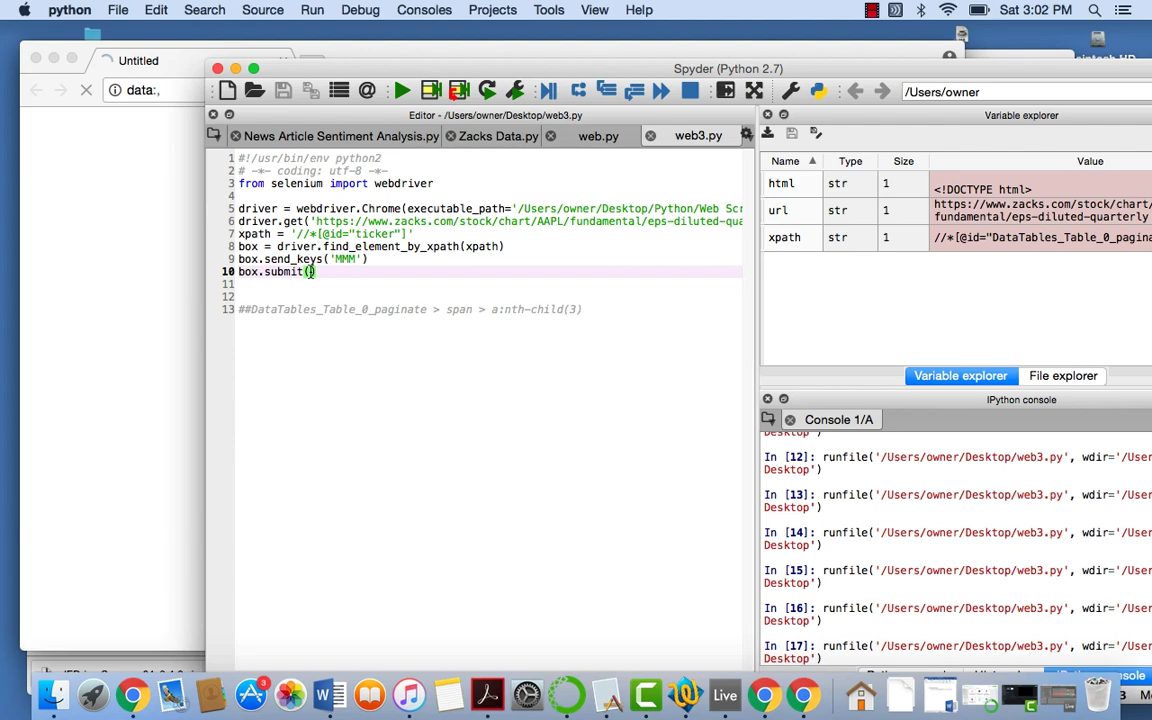 python File Edit Search Source Run Debug Consoles Projects Tools View Help Sat 3:02 PM
Untitled
Spyder (Python 2.7)
data:,
/Users/owner
Editor - /Users/owner/Desktop/web3.py
Variable explorer
News Article Sentiment Analysis.py Zacks Data.py web.py web3.py
Name Type Size Value
1 #!/usr/bin/env python2
2 # -*- coding: utf-8 -*-
3 from selenium import webdriver
4
5 driver = webdriver.Chrome(executable_path='/Users/owner/Desktop/Python/Web Scr
6 driver.get('https://www.zacks.com/stock/chart/AAPL/fundamental/eps-diluted-qua
7 xpath = '//*[@id="ticker"]'
8 box = driver.find_element_by_xpath(xpath)
9 box.send_keys('MMM')
10 box.submit()
11
12
13 ##DataTables_Table_0_paginate > span > a:nth-child(3)
html str 1 <!DOCTYPE html>
url str 1 https://www.zacks.com/stock/chart/
fundamental/eps-diluted-quarterly
xpath str 1 //*[@id="DataTables_Table_0_pagina
Variable explorer File explorer
IPython console
Console 1/A
Desktop')
In [12]: runfile('/Users/owner/Desktop/web3.py', wdir='/User
Desktop')
In [13]: runfile('/Users/owner/Desktop/web3.py', wdir='/User
Desktop')
In [14]: runfile('/Users/owner/Desktop/web3.py', wdir='/User
Desktop')
In [15]: runfile('/Users/owner/Desktop/web3.py', wdir='/User
Desktop')
In [16]: runfile('/Users/owner/Desktop/web3.py', wdir='/User
Desktop')
In [17]: runfile('/Users/owner/Desktop/web3.py', wdir='/User
Desktop')
3
Live